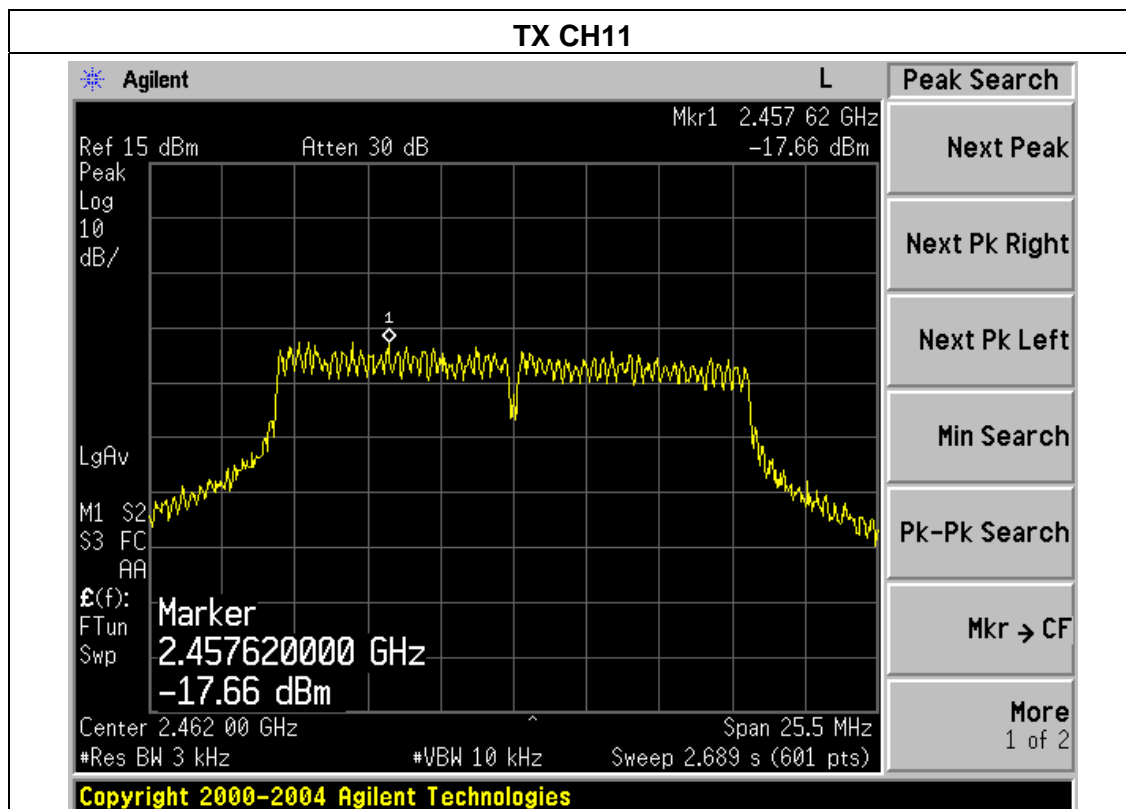 TX CH11
Agilent L Peak Search
Mkr1 2.457 62 GHz
Ref 15 dBm Atten 30 dB -17.66 dBm
Peak
Log
10
dB/
1
LgAv
M1 S2
S3 FC
AA
£(f):
FTun
Swp
Marker
2.457620000 GHz
-17.66 dBm
Center 2.462 00 GHz ^ Span 25.5 MHz
#Res BW 3 kHz #VBW 10 kHz Sweep 2.689 s (601 pts)
Copyright 2000-2004 Agilent Technologies
Next Peak
Next Pk Right
Next Pk Left
Min Search
Pk-Pk Search
Mkr → CF
More
1 of 2